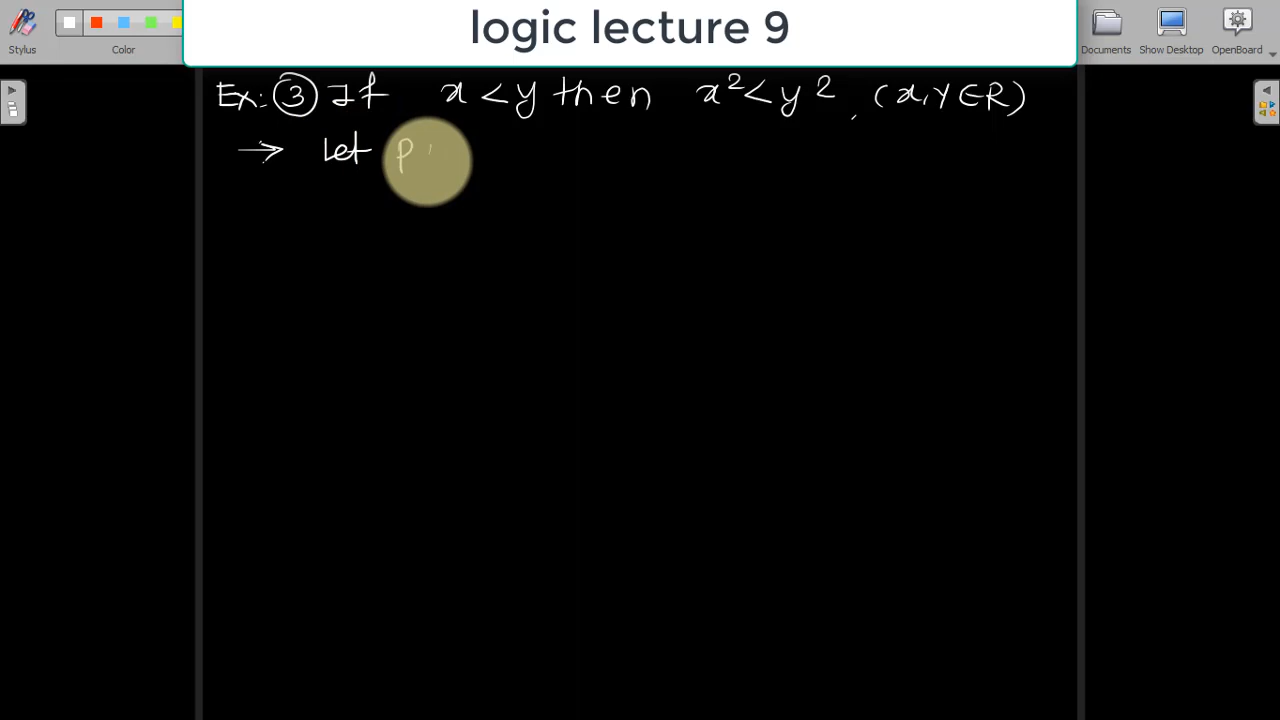 logic lecture 9
Stylus
Color
Documents
Show Desktop
OpenBoard
Ex: ③ If x < y then x² < y², (x, y ∈ R)
→ Let p